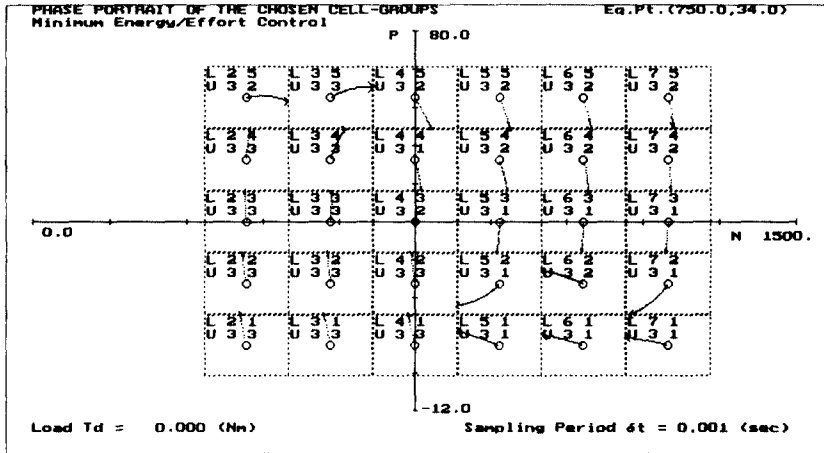 PHASE PORTRAIT OF THE CHOSEN CELL-GROUPS Eq.Pt.(750.0,34.0)
Minimum Energy/Effort Control
P 80.0
L 2 5 L 3 5 L 4 5 L 5 5 L 6 5 L 7 5
U 3 2 U 3 2 U 3 2 U 3 2 U 3 2 U 3 2
L 2 4 L 3 4 L 4 4 L 5 4 L 6 4 L 7 4
U 3 3 U 3 2 U 3 1 U 3 2 U 3 2 U 3 2
L 2 3 L 3 3 L 4 3 L 5 3 L 6 3 L 7 3
U 3 3 U 3 3 U 3 2 U 3 1 U 3 1 U 3 1
0.0 N 1500.
L 2 2 L 3 2 L 4 2 L 5 2 L 6 2 L 7 2
U 3 3 U 3 3 U 3 3 U 3 1 U 3 2 U 3 1
L 2 1 L 3 1 L 4 1 L 5 1 L 6 1 L 7 1
U 3 3 U 3 3 U 3 3 U 3 1 U 3 1 U 3 1
-12.0
Load Td = 0.000 (Nm) Sampling Period δt = 0.001 (sec)